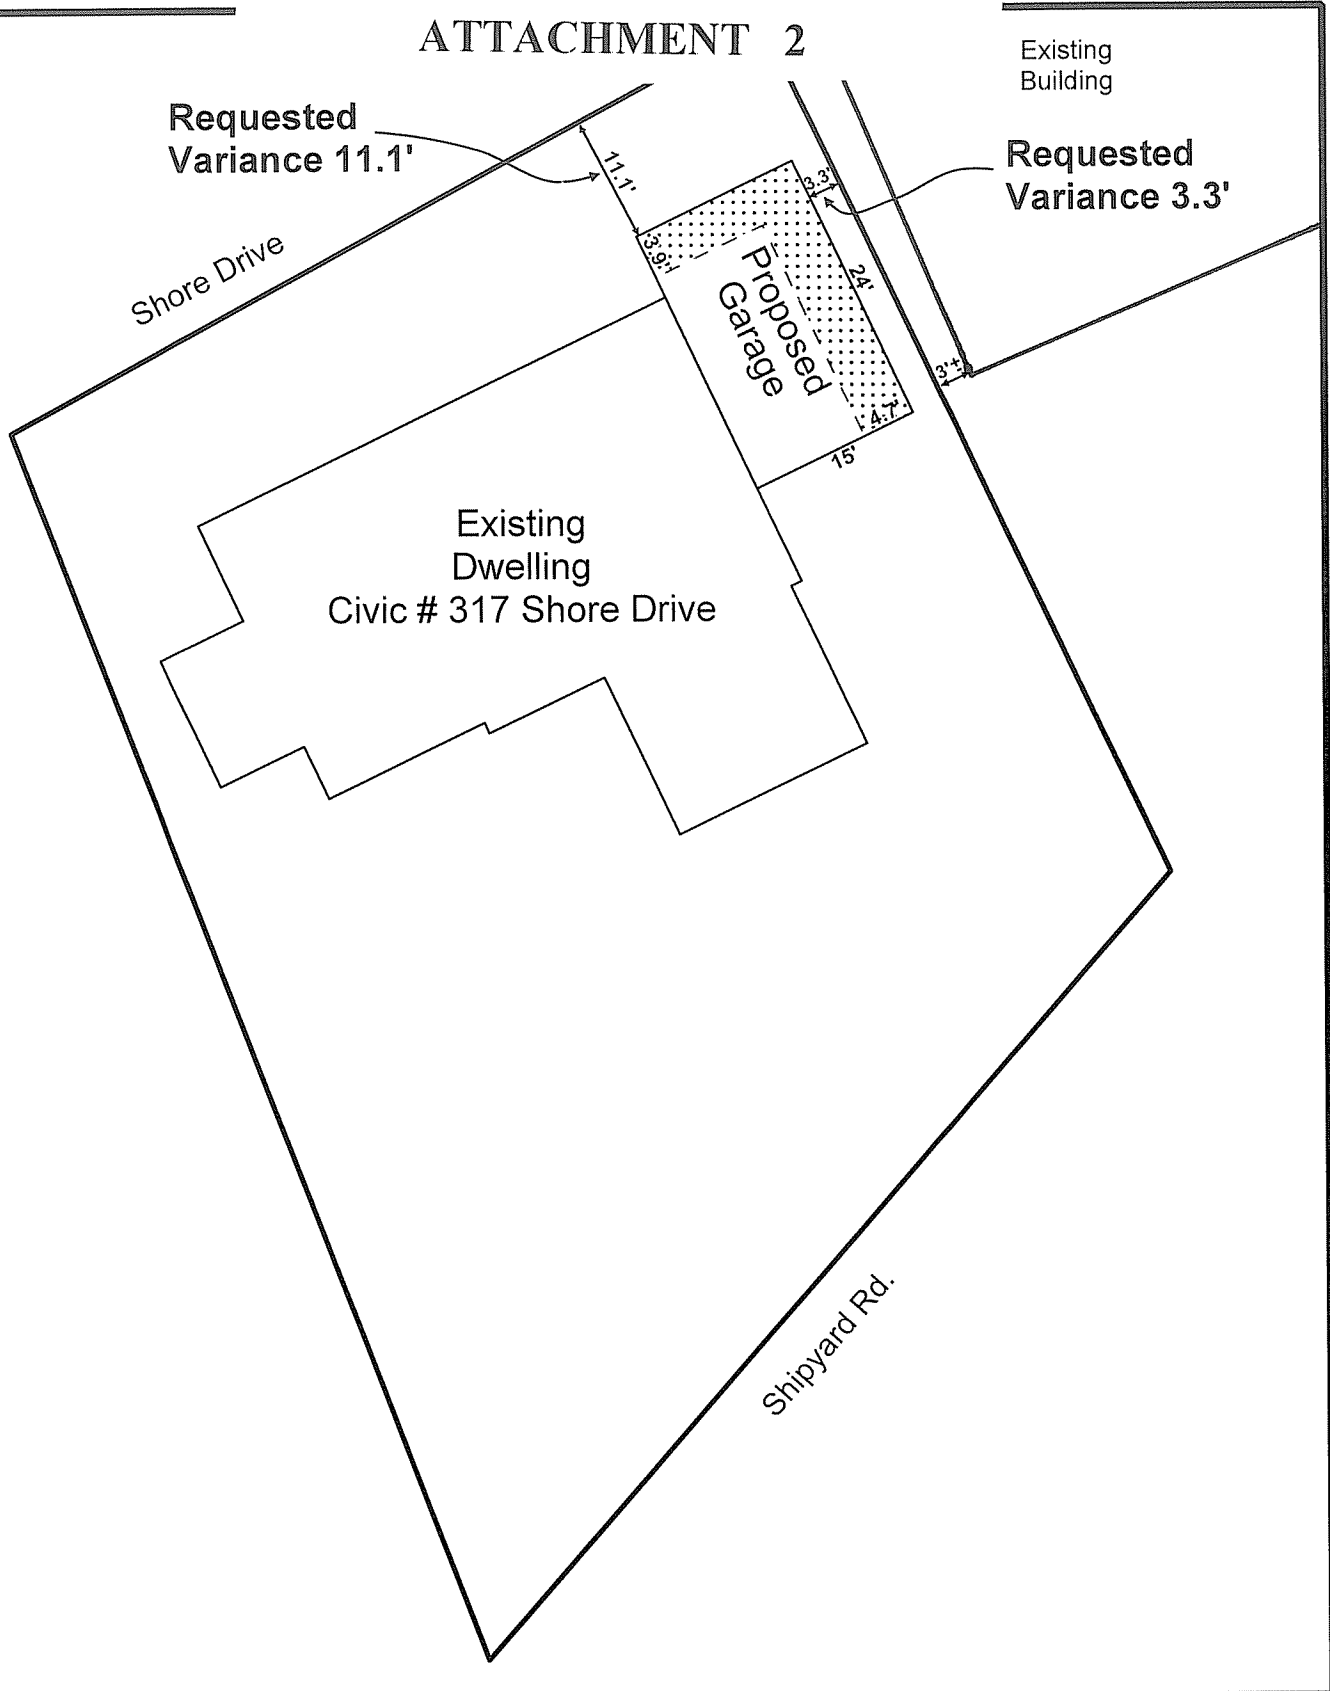 ATTACHMENT 2
Existing
Building
Requested
Variance 11.1'
Requested
Variance 3.3'
11.1'
3.3'
Shore Drive
3.9'
Proposed
Garage
24'
3'+
4.7'
15'
Existing
Dwelling
Civic # 317 Shore Drive
Shipyard Rd.